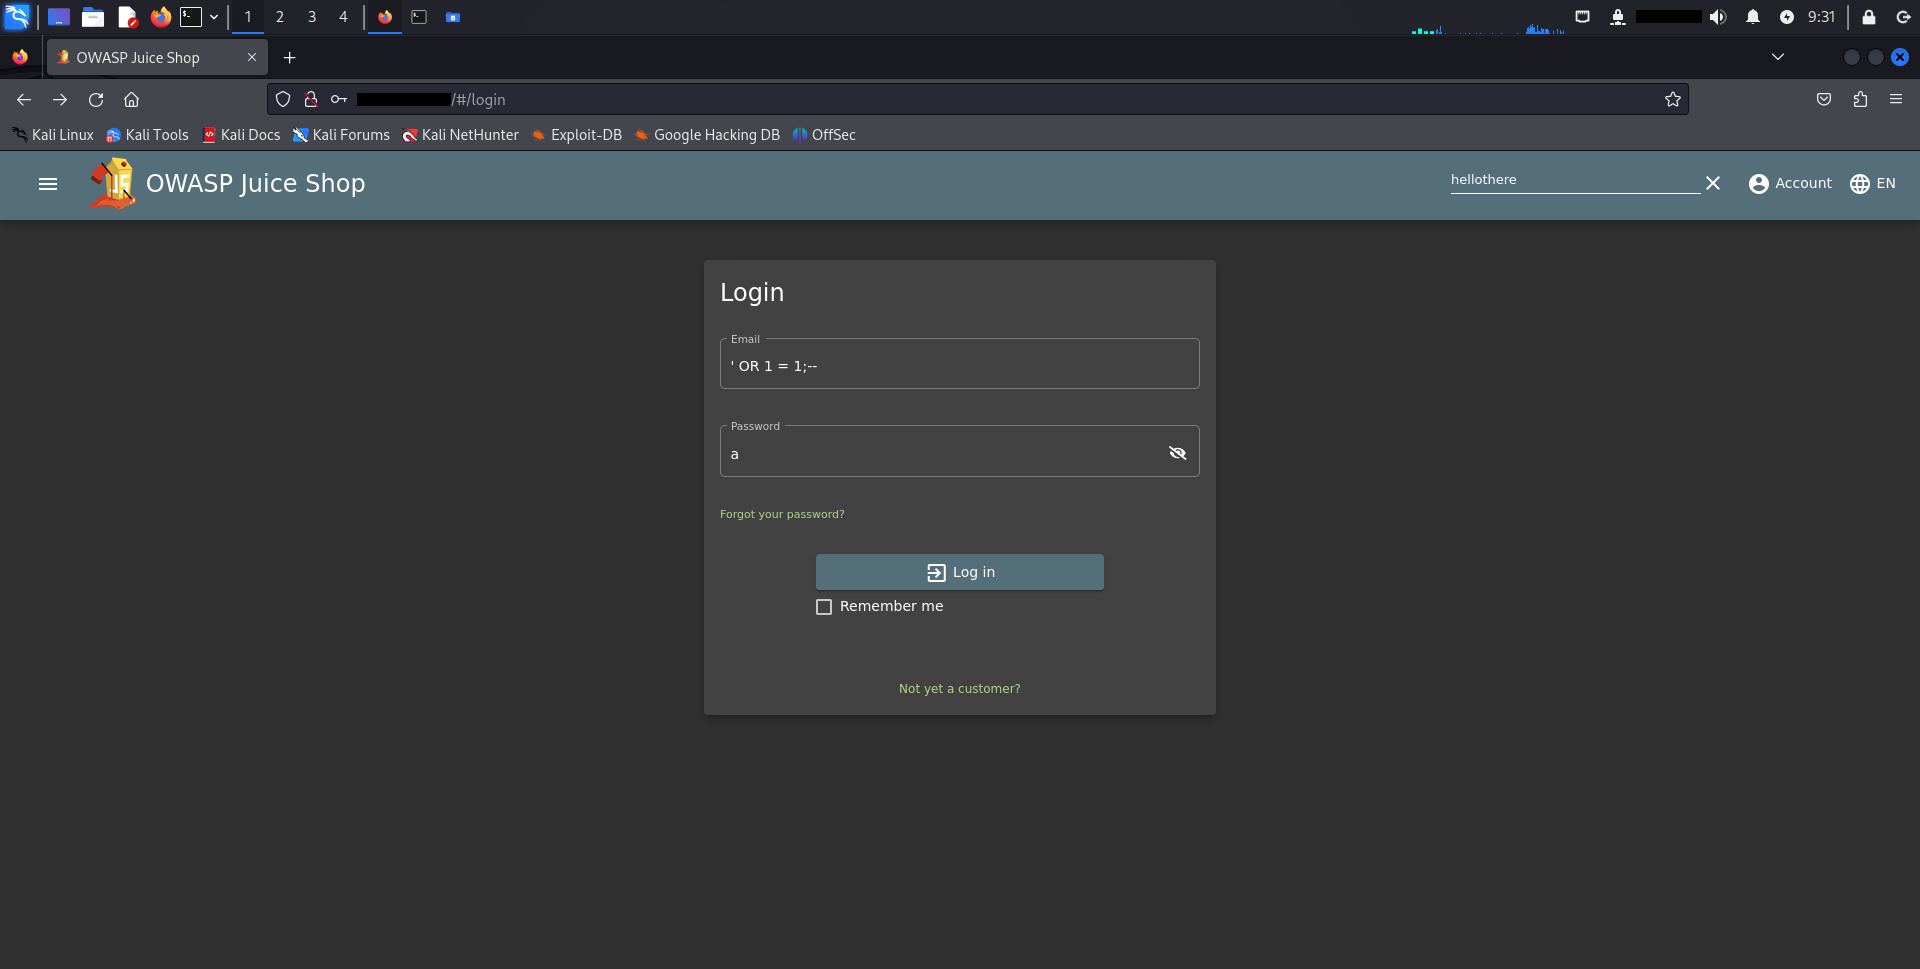 1 2 3 4 9:31
OWASP Juice Shop
/#/login
Kali Linux Kali Tools Kali Docs Kali Forums Kali NetHunter Exploit-DB Google Hacking DB OffSec
OWASP Juice Shop hellothere Account EN
Login
Email
' OR 1 = 1;--
Password
a
Forgot your password?
Log in
Remember me
Not yet a customer?